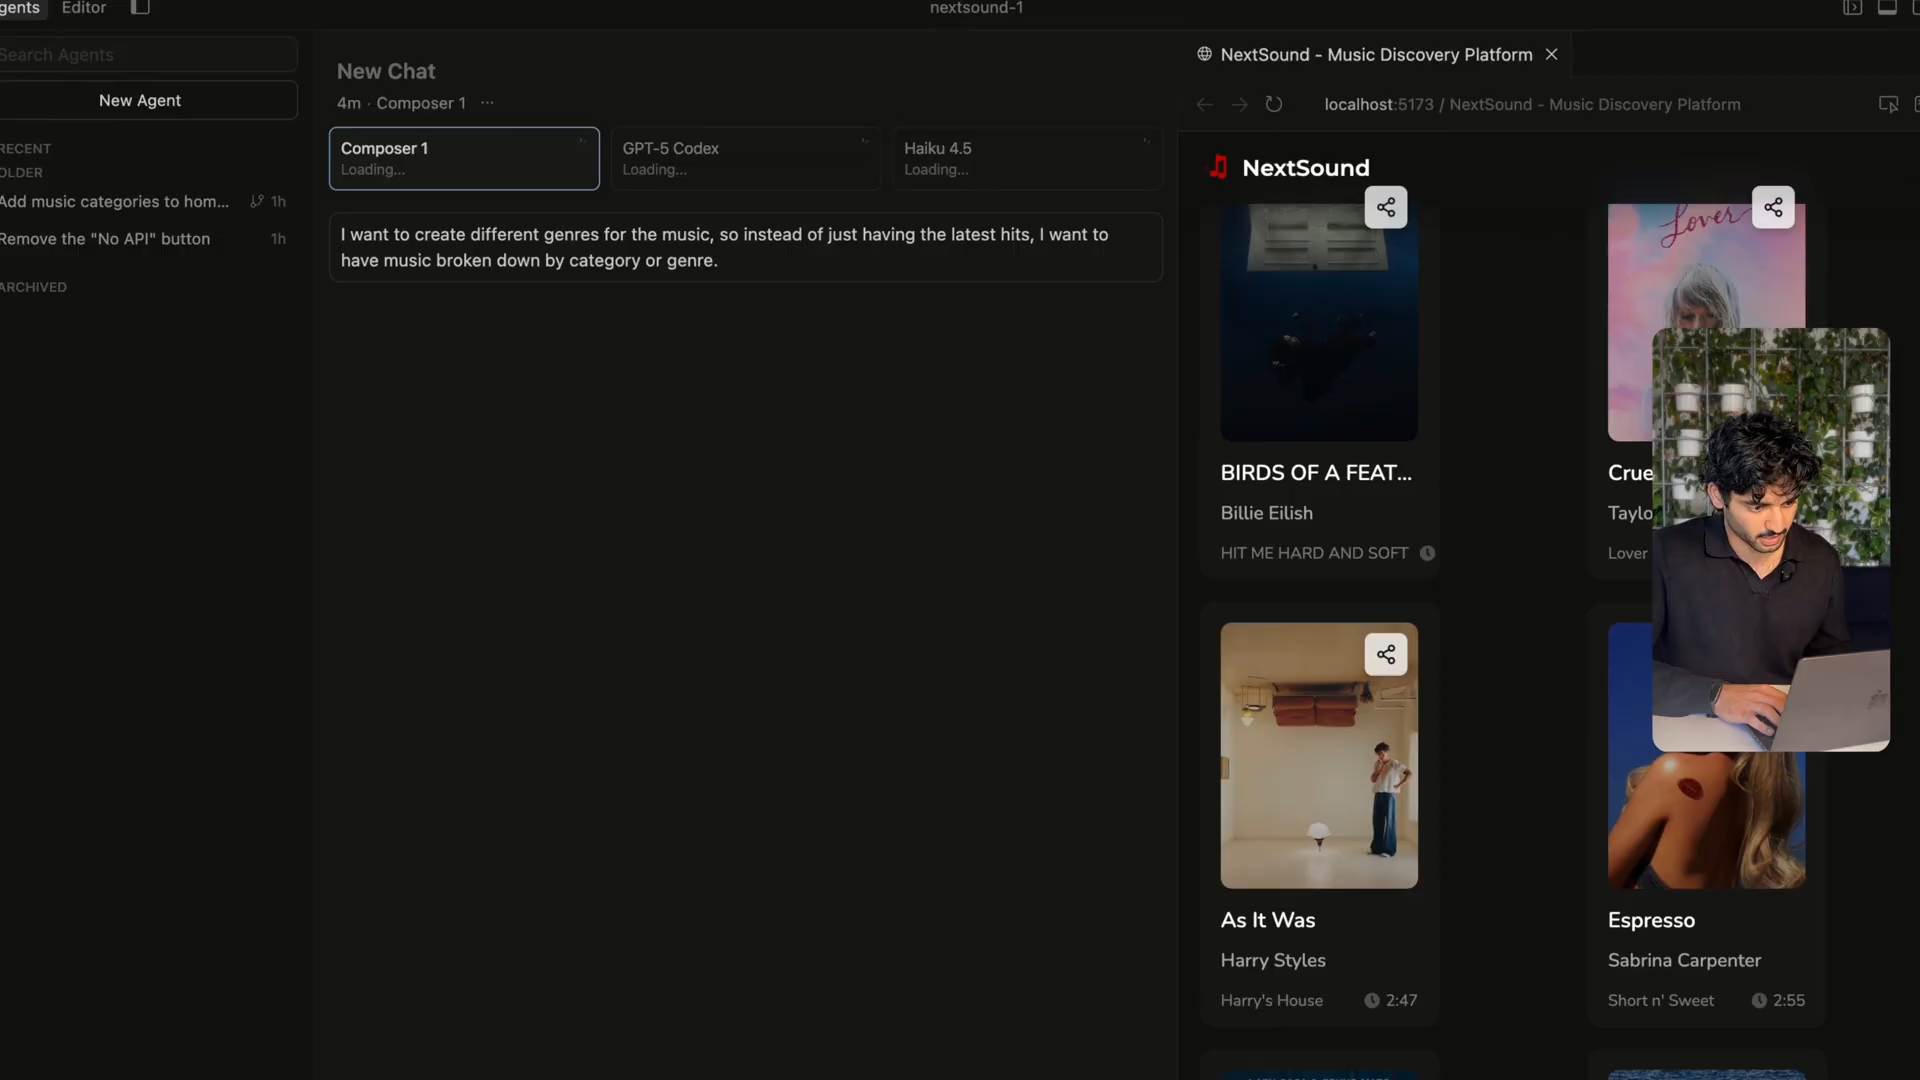 gents
Editor
nextsound-1
Search Agents
New Agent
RECENT
OLDER
Add music categories to hom... 1h
Remove the "No API" button 1h
ARCHIVED
New Chat
4m · Composer 1 ...
Composer 1
Loading...
GPT-5 Codex
Loading...
Haiku 4.5
Loading...
I want to create different genres for the music, so instead of just having the latest hits, I want to
have music broken down by category or genre.
NextSound - Music Discovery Platform
localhost:5173 / NextSound - Music Discovery Platform
NextSound
Lover
BIRDS OF A FEAT...
Billie Eilish
HIT ME HARD AND SOFT
Crue
Taylo
Lover
As It Was
Harry Styles
Harry's House 2:47
Espresso
Sabrina Carpenter
Short n' Sweet 2:55